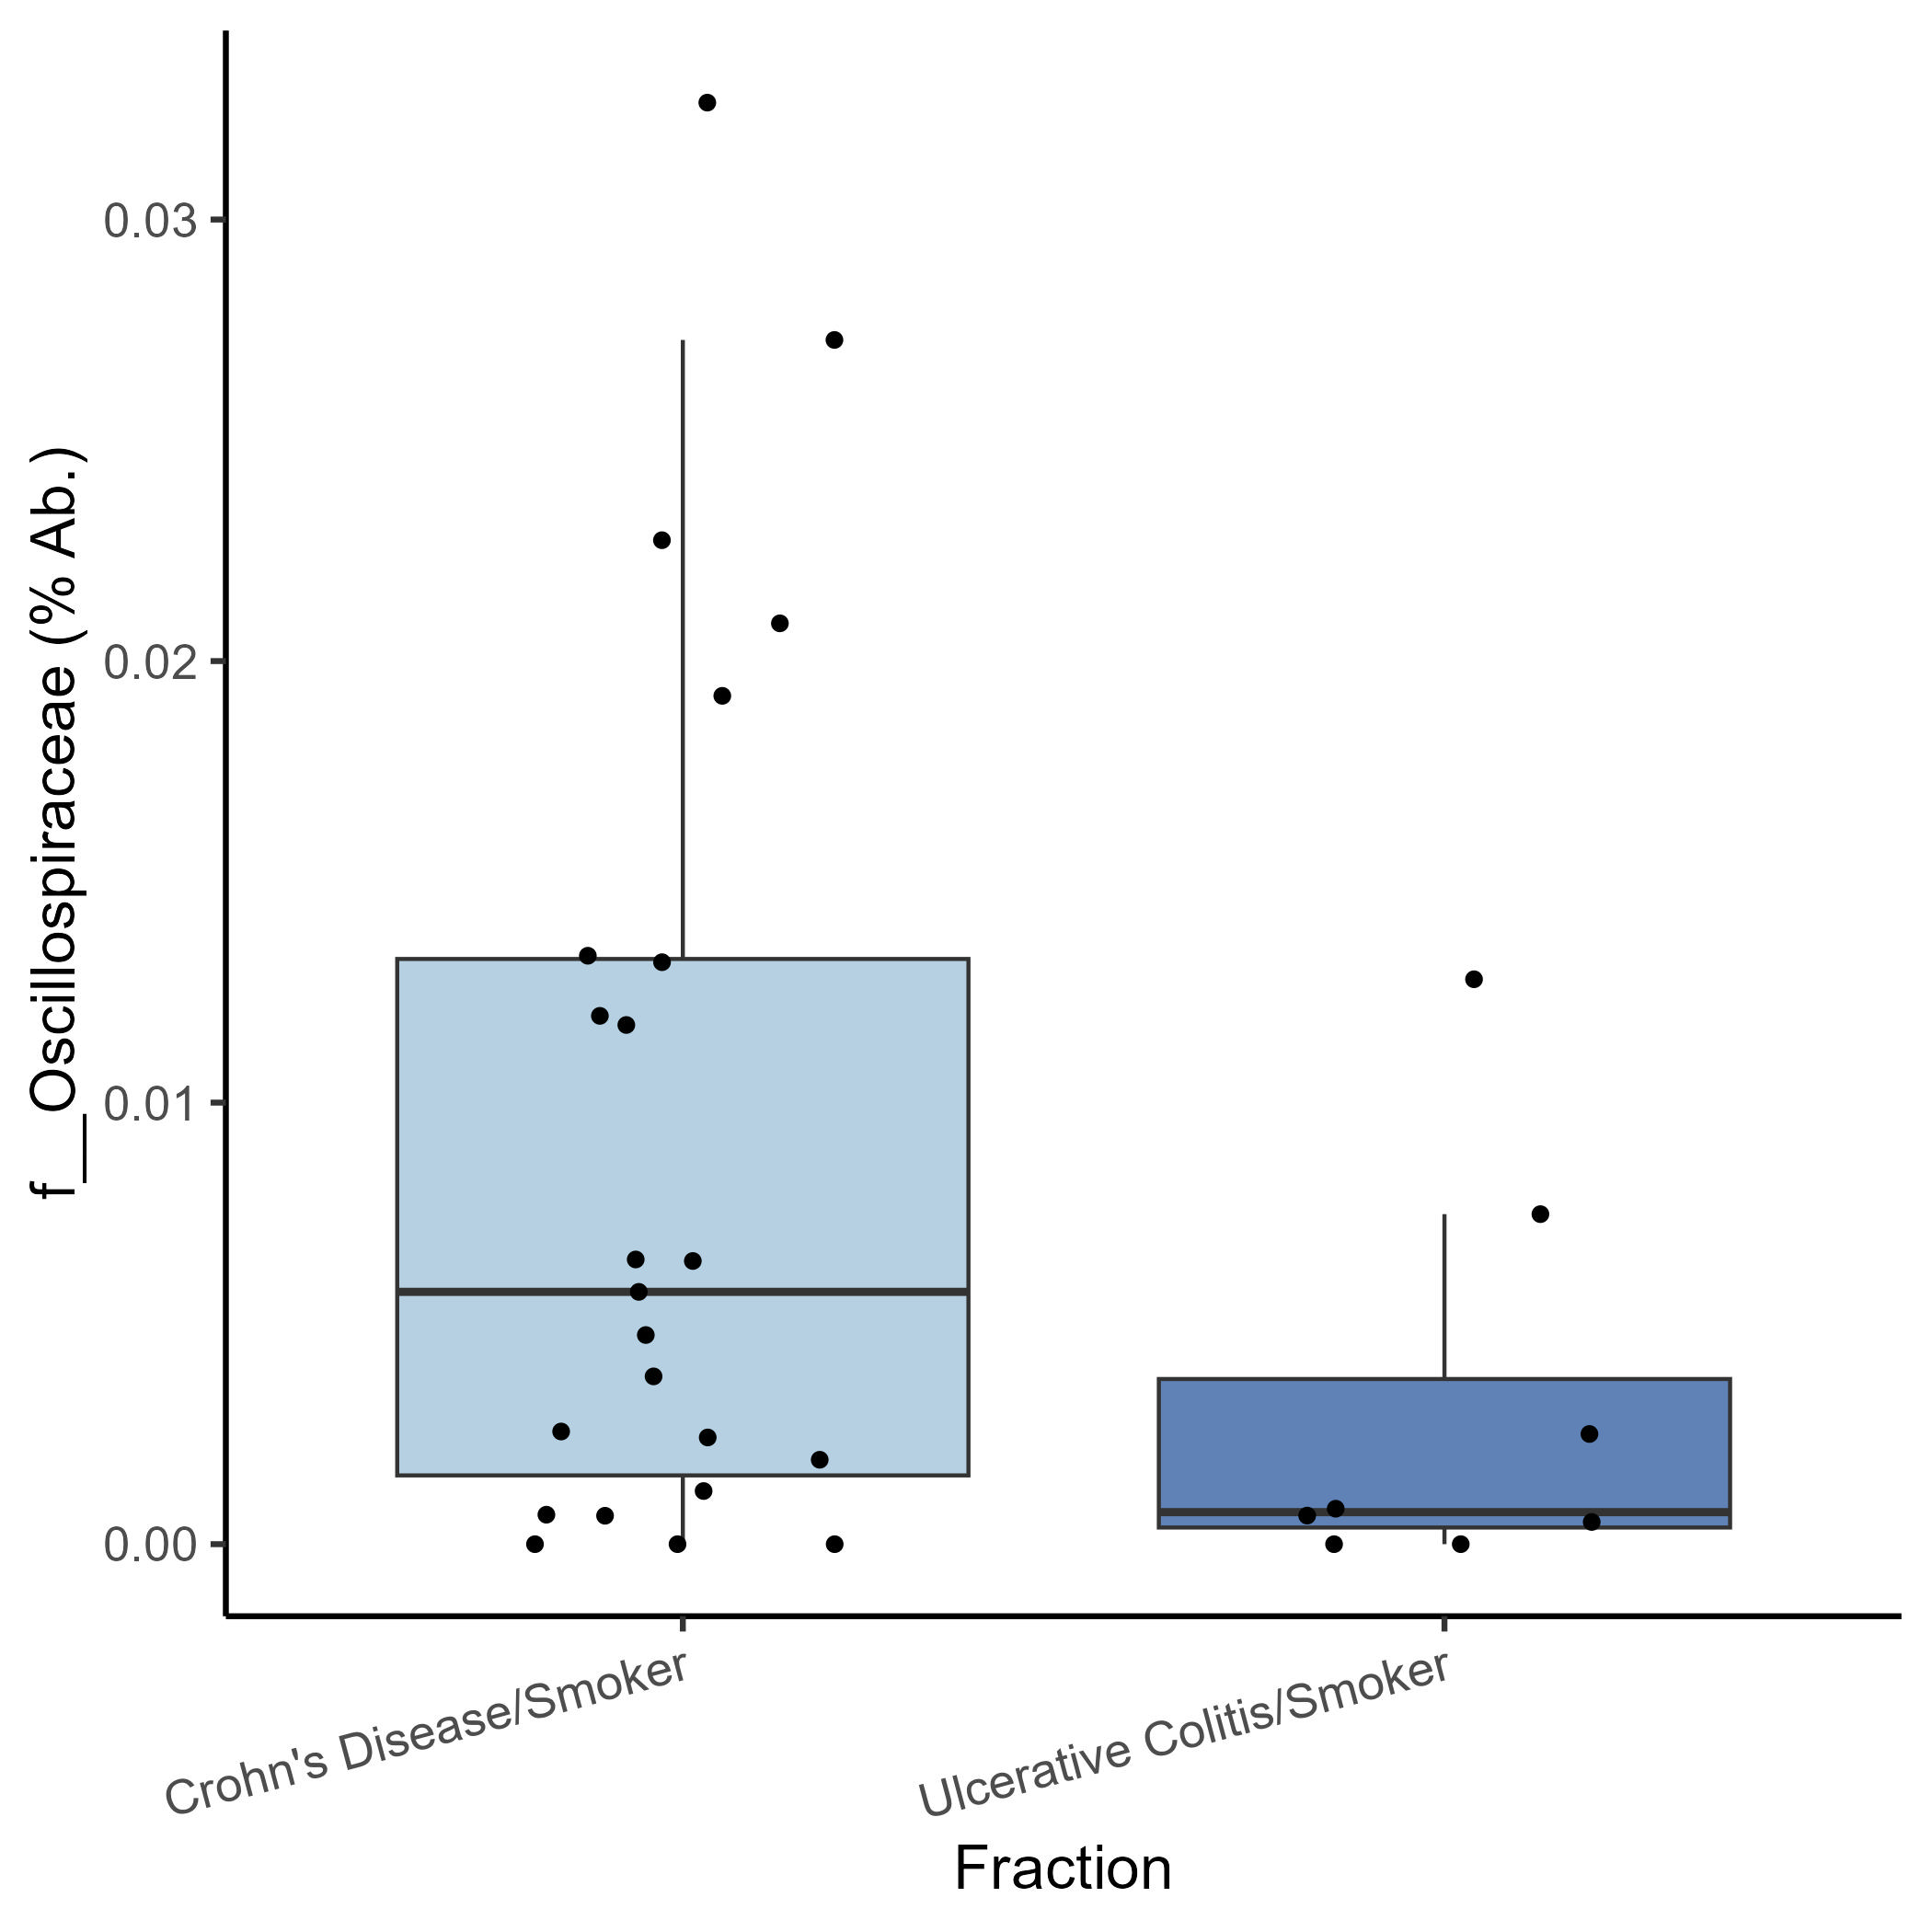 f__Oscillospiraceae (% Ab.)
0.03
0.02
0.01
0.00
Crohn's Disease/Smoker
Ulcerative Colitis/Smoker
Fraction